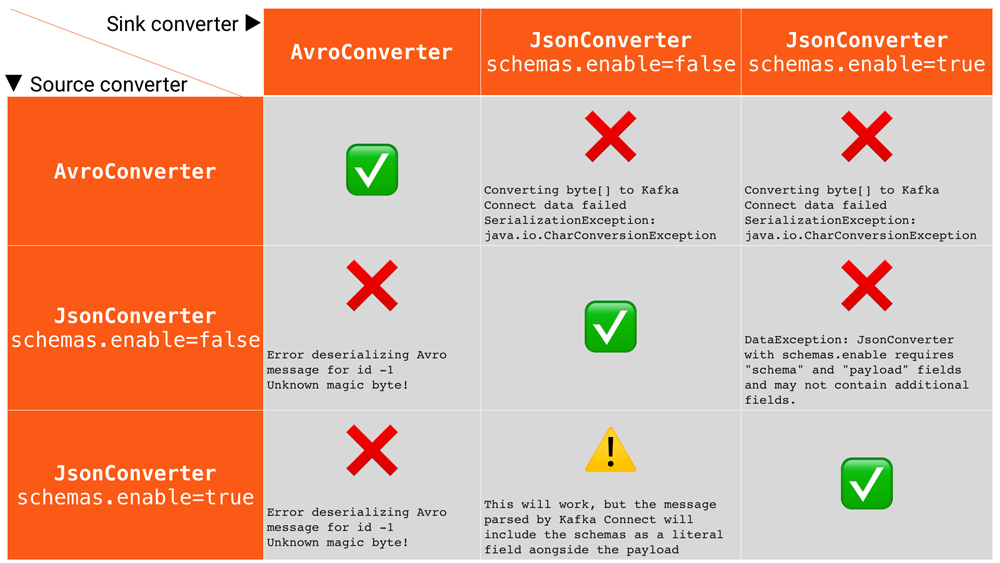 Sink converter ▶
▼ Source converter
AvroConverter
JsonConverter
schemas.enable=false
JsonConverter
schemas.enable=true
AvroConverter
Converting byte[] to Kafka
Connect data failed
SerializationException:
java.io.CharConversionException
Converting byte[] to Kafka
Connect data failed
SerializationException:
java.io.CharConversionException
JsonConverter
schemas.enable=false
Error deserializing Avro
message for id -1
Unknown magic byte!
DataException: JsonConverter
with schemas.enable requires
"schema" and "payload" fields
and may not contain additional
fields.
JsonConverter
schemas.enable=true
Error deserializing Avro
message for id -1
Unknown magic byte!
This will work, but the message
parsed by Kafka Connect will
include the schemas as a literal
field aongside the payload